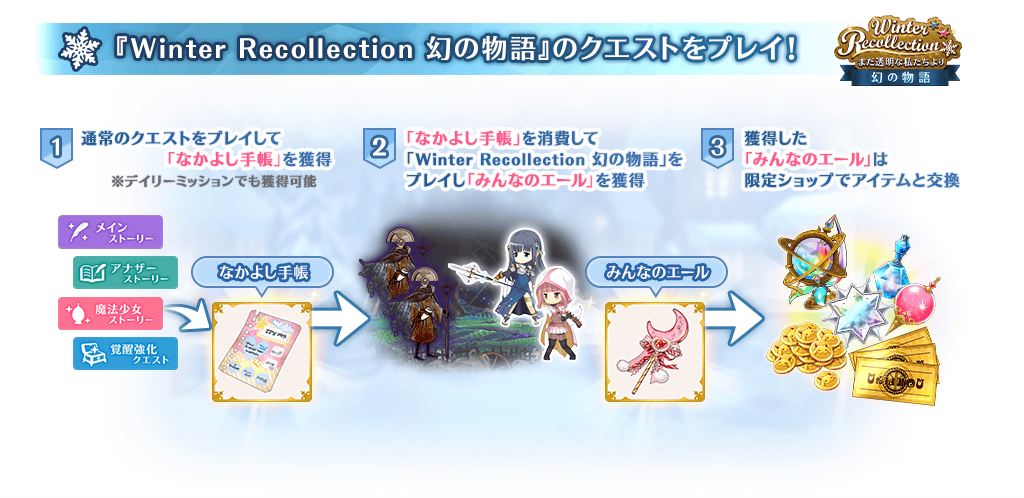 『Winter Recollection 幻の物語』のクエストをプレイ!
Winter
Recollection
まだ透明な私たちより
幻の物語
1
通常のクエストをプレイして
「なかよし手帳」を獲得
※デイリーミッションでも獲得可能
2
「なかよし手帳」を消費して
「Winter Recollection 幻の物語」を
プレイし「みんなのエール」を獲得
3
獲得した
「みんなのエール」は
限定ショップでアイテムと交換
メイン
ストーリー
アナザー
ストーリー
魔法少女
ストーリー
覚醒強化
クエスト
なかよし手帳
みんなのエール